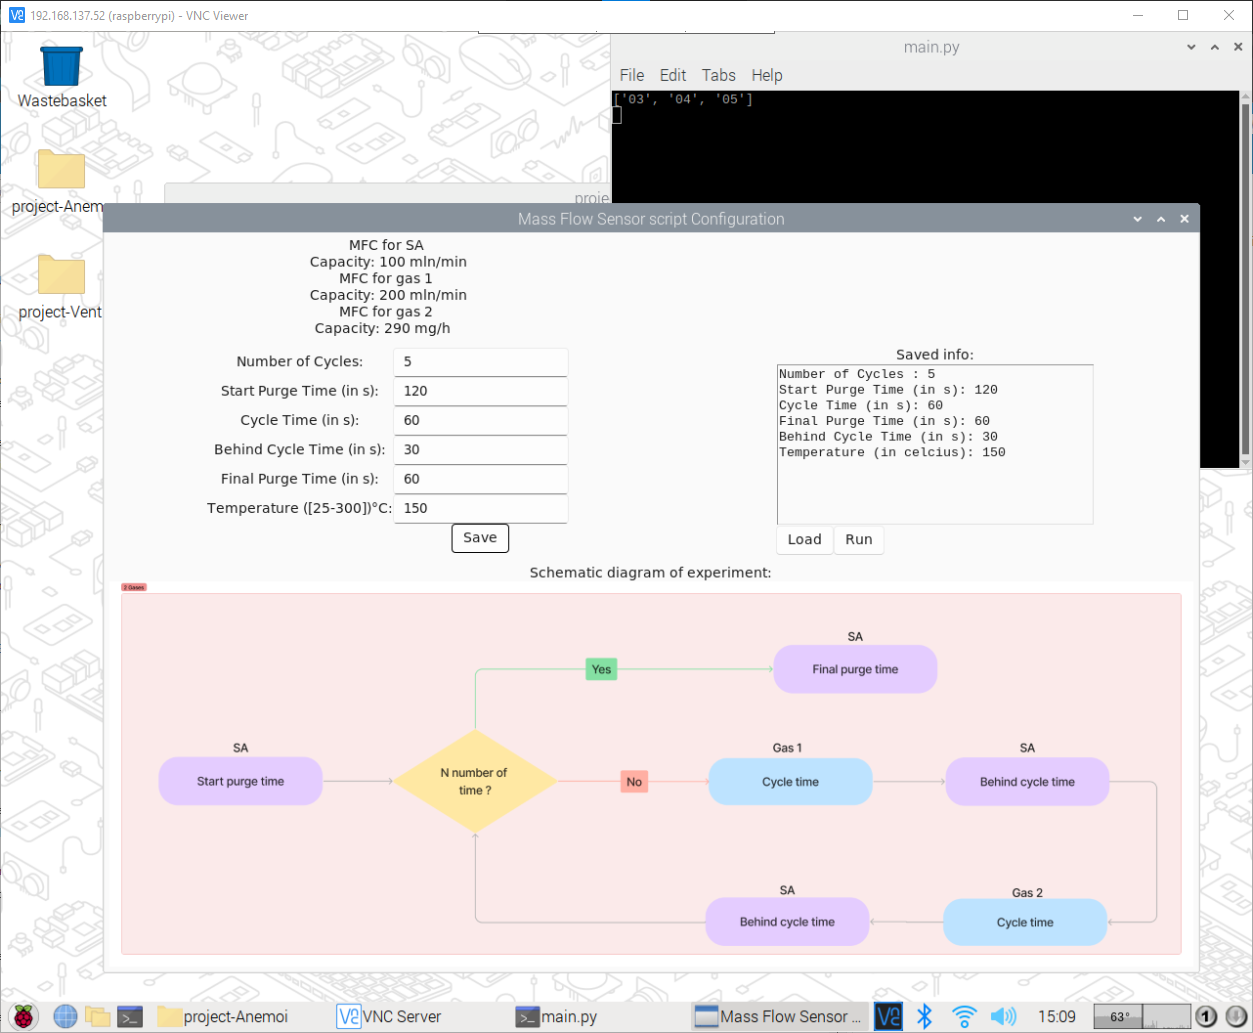 192.168.137.52 (raspberrypi) - VNC Viewer
Wastebasket
project-Anem
project-Vent
main.py
File Edit Tabs Help
['03', '04', '05']
proje
Mass Flow Sensor script Configuration
MFC for SA
Capacity: 100 mln/min
MFC for gas 1
Capacity: 200 mln/min
MFC for gas 2
Capacity: 290 mg/h
Number of Cycles: 5
Start Purge Time (in s): 120
Cycle Time (in s): 60
Behind Cycle Time (in s): 30
Final Purge Time (in s): 60
Temperature ([25-300])°C: 150
Save
Saved info:
Number of Cycles : 5
Start Purge Time (in s): 120
Cycle Time (in s): 60
Final Purge Time (in s): 60
Behind Cycle Time (in s): 30
Temperature (in celcius): 150
Load Run
Schematic diagram of experiment:
2 Gases
SA
Final purge time
Yes
SA
Start purge time
N number of
time ?
No
Gas 1
Cycle time
SA
Behind cycle time
SA
Behind cycle time
Gas 2
Cycle time
project-Anemoi
VNC Server
main.py
Mass Flow Sensor ...
15:09
63°
1